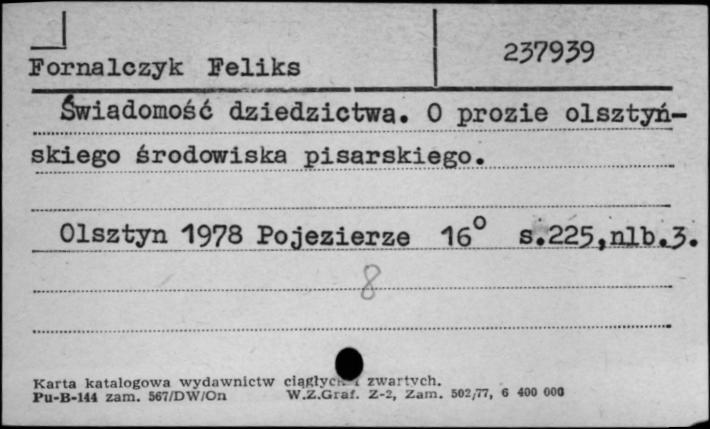 237939
Fornalczyk Feliks
Świadomość dziedzictwa. O prozie olsztyń-
skiego środowiska pisarskiego.
Olsztyn 1978 Pojezierze 16° s.225,nlb.3.
8
Karta katalogowa wydawnictw ciągłych i zwartych.
Pu-B-144 zam. 567/DW/On W.Z.Graf. Z-2, Zam. 502/77, 6 400 000